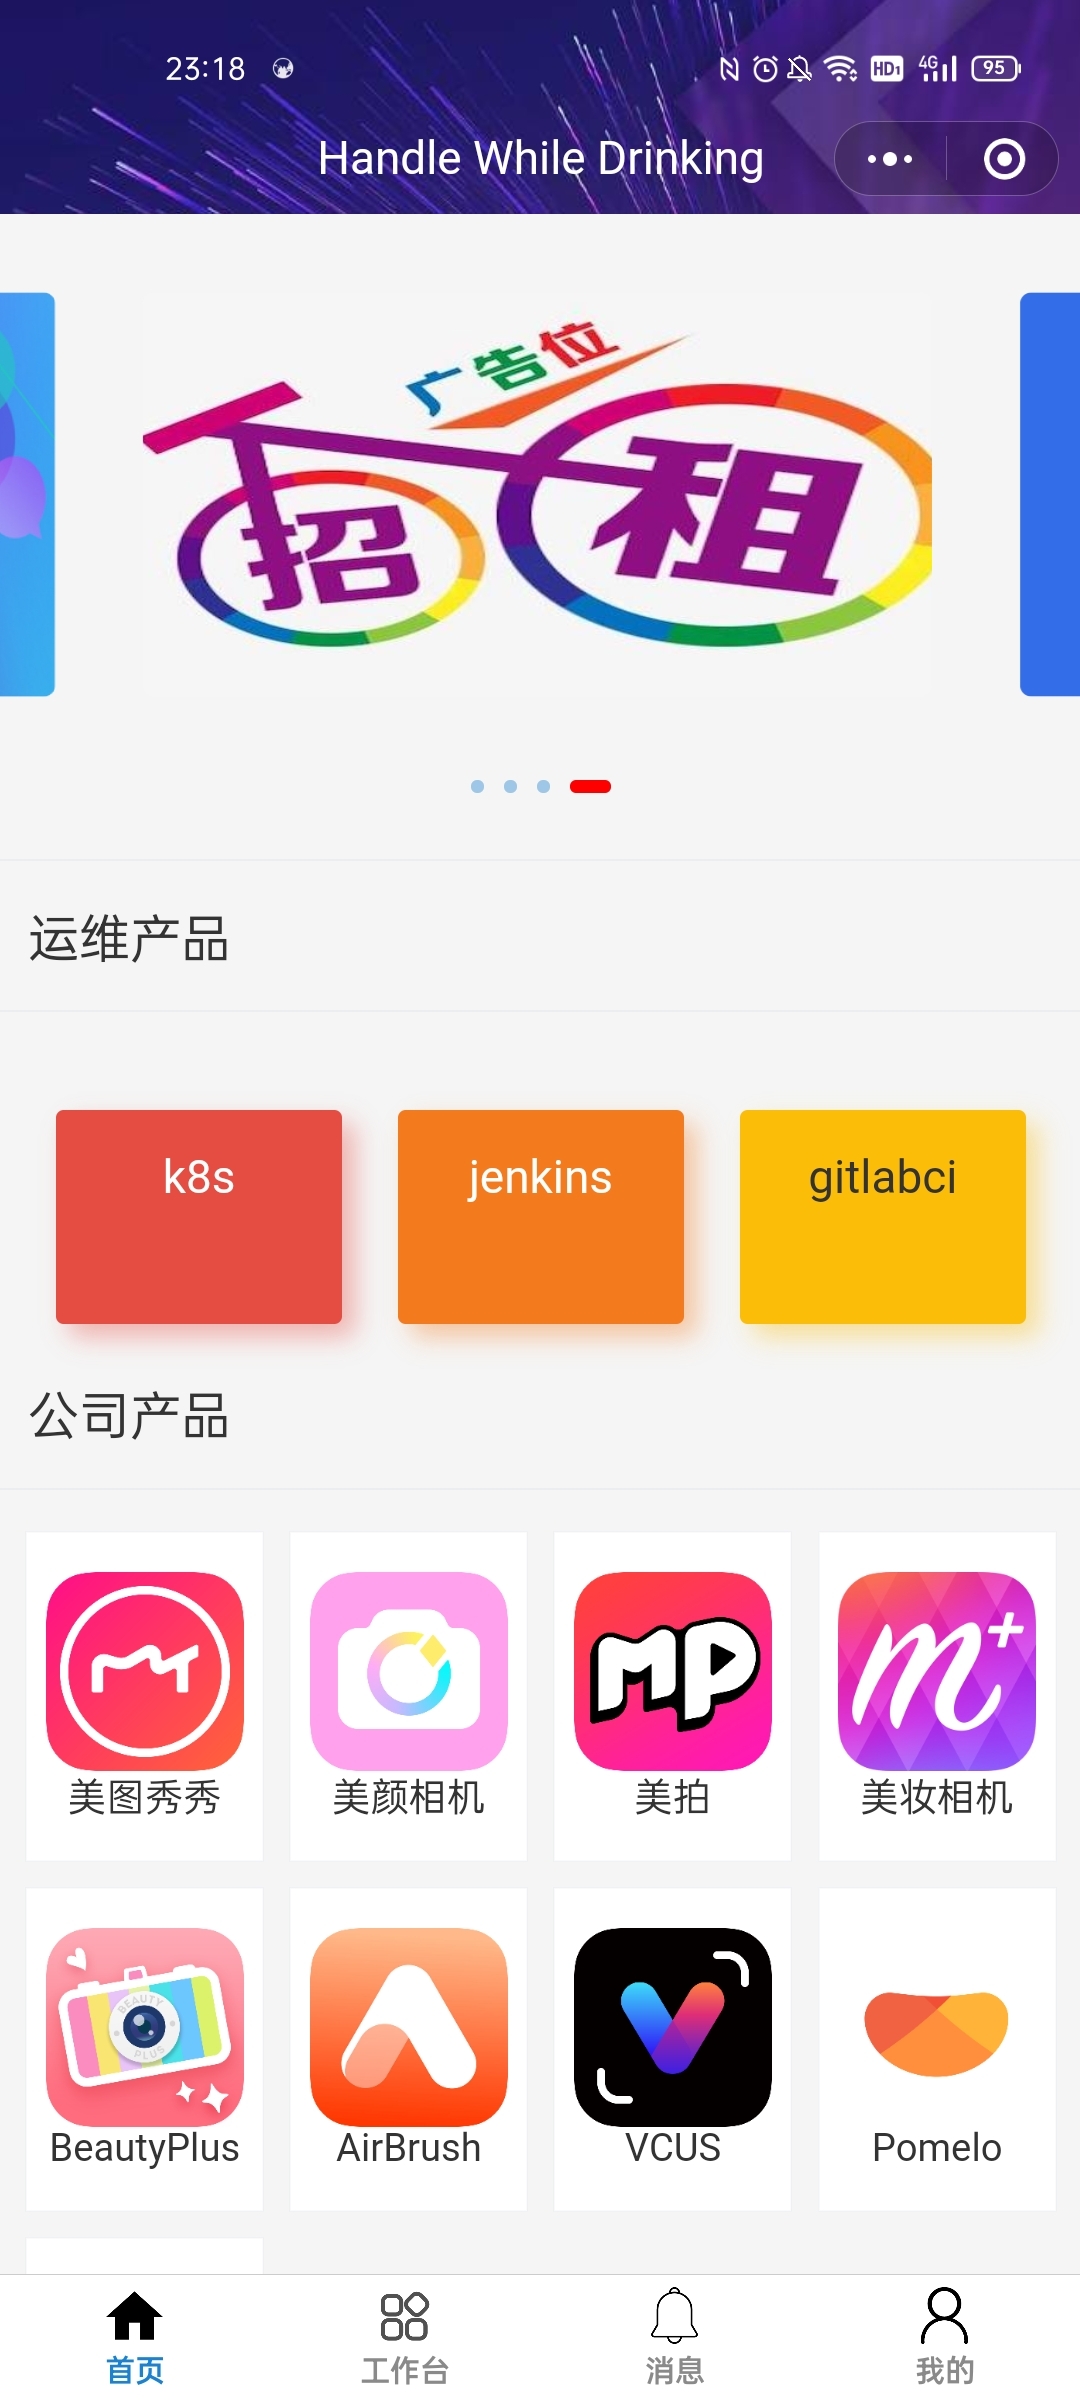 23:18
HD1 4G 95
Handle While Drinking
广告位
招租
运维产品
k8s
jenkins
gitlabci
公司产品
MP
m+
美图秀秀
美颜相机
美拍
美妆相机
BEAUTY
PLUS
BeautyPlus
AirBrush
VCUS
Pomelo
首页
工作台
消息
我的